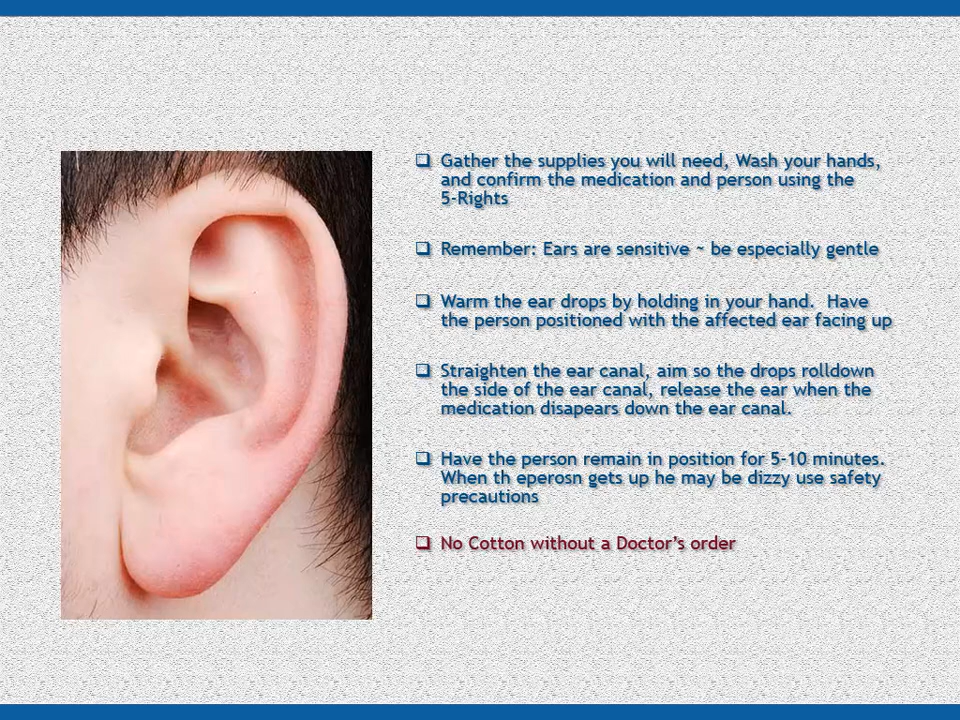 Gather the supplies you will need, Wash your hands,
and confirm the medication and person using the
5-Rights
Remember: Ears are sensitive ~ be especially gentle
Warm the ear drops by holding in your hand.  Have
the person positioned with the affected ear facing up
Straighten the ear canal, aim so the drops rolldown
the side of the ear canal, release the ear when the
medication disapears down the ear canal.
Have the person remain in position for 5-10 minutes.
When th eperosn gets up he may be dizzy use safety
precautions
No Cotton without a Doctor’s order